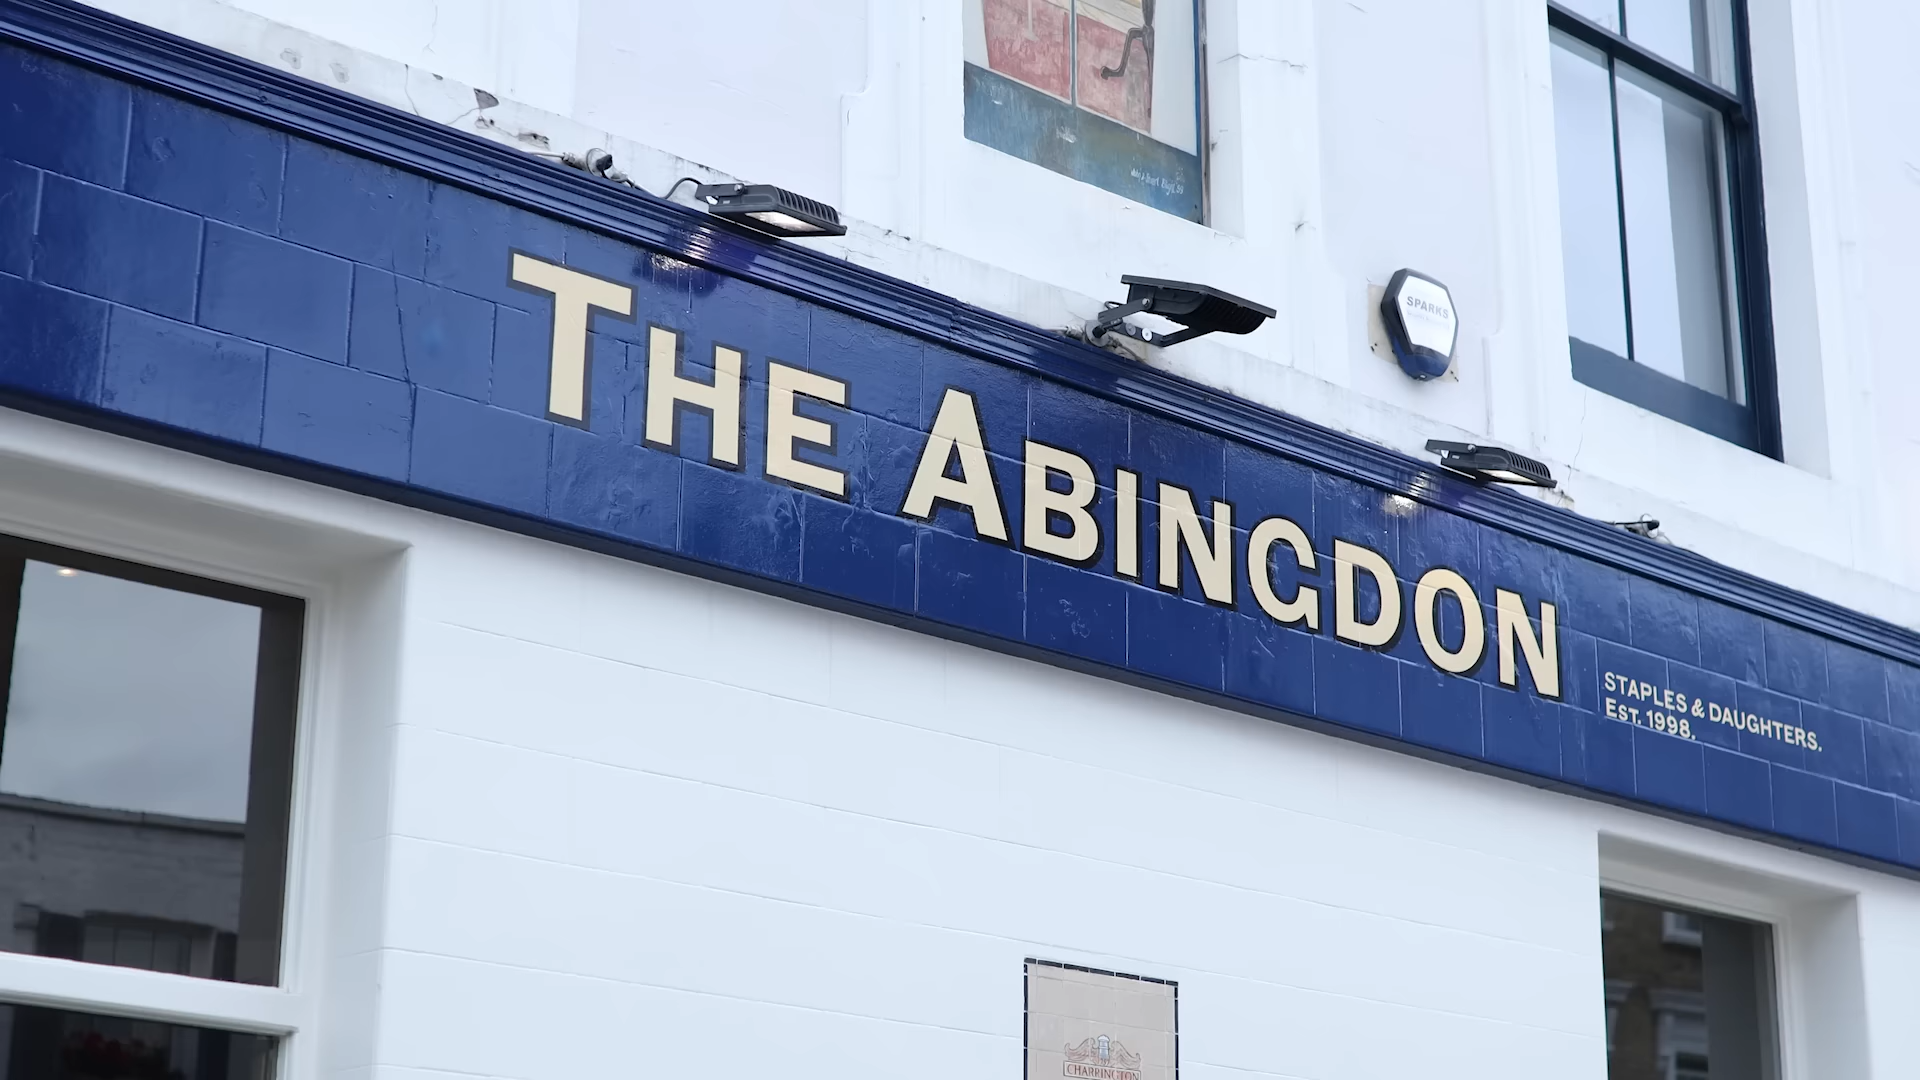 SPARKS
THE ABINGDON
STAPLES & DAUGHTERS.
EST. 1998.
CHARRINGTON